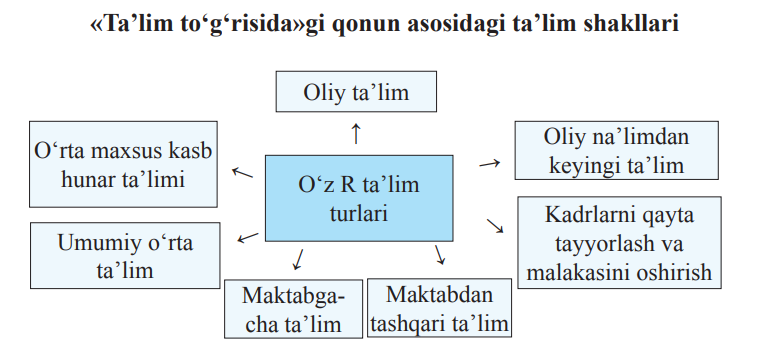 «Ta’lim to‘g‘risida»gi qonun asosidagi ta’lim shakllari
Oliy ta’lim
O‘rta maxsus kasb
hunar ta’limi
O‘z R ta’lim
turlari
Oliy na’limdan
keyingi ta’lim
Umumiy o‘rta
ta’lim
Kadrlarni qayta
tayyorlash va
malakasini oshirish
Maktabga-
cha ta’lim
Maktabdan
tashqari ta’lim